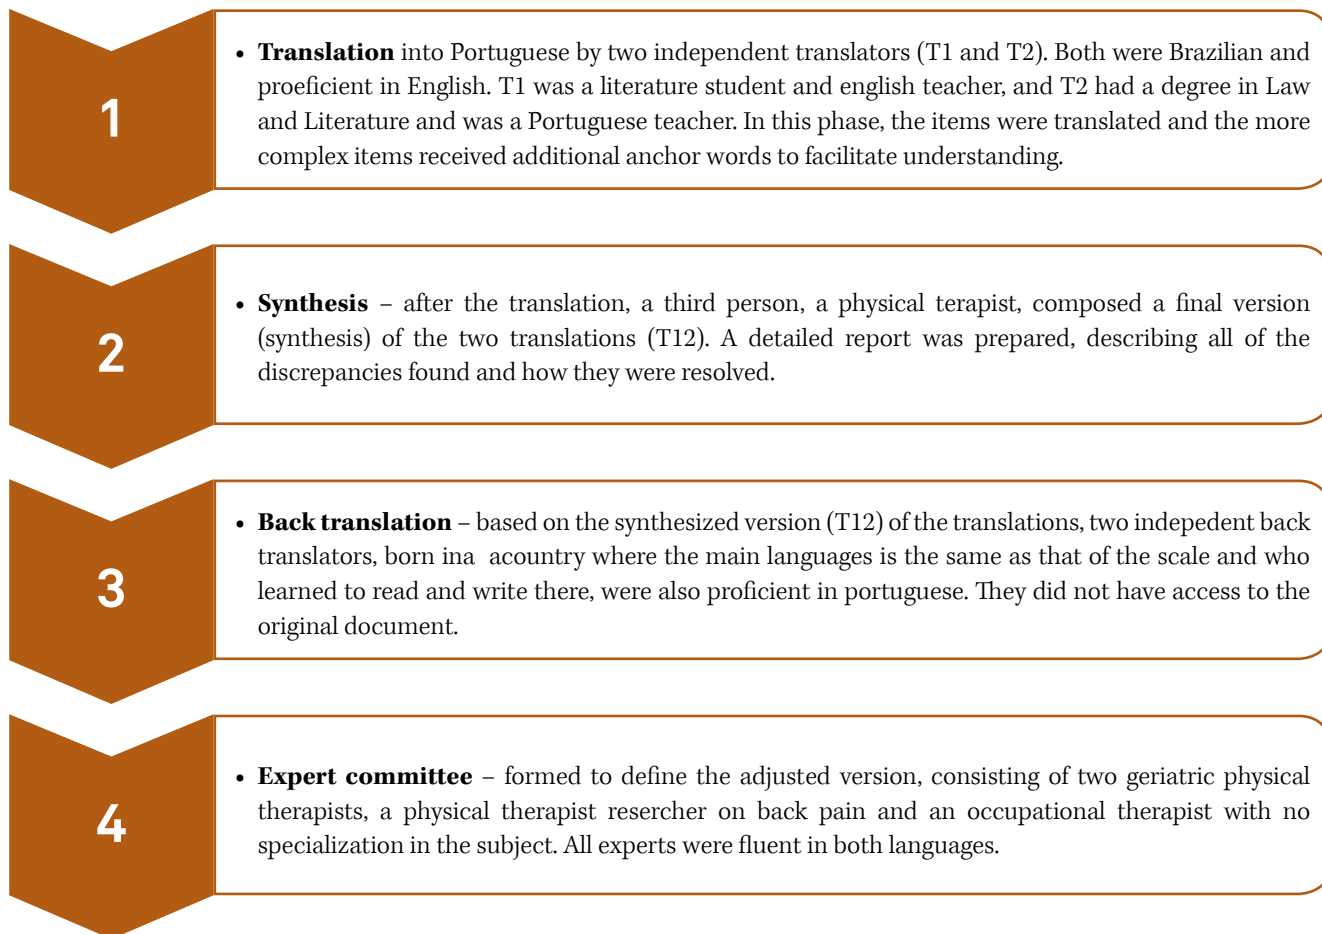 1
• Translation into Portuguese by two independent translators (T1 and T2). Both were Brazilian and
proeficient in English. T1 was a literature student and english teacher, and T2 had a degree in Law
and Literature and was a Portuguese teacher. In this phase, the items were translated and the more
complex items received additional anchor words to facilitate understanding.
2
• Synthesis – after the translation, a third person, a physical terapist, composed a final version
(synthesis) of the two translations (T12). A detailed report was prepared, describing all of the
discrepancies found and how they were resolved.
3
• Back translation – based on the synthesized version (T12) of the translations, two indepedent back
translators, born ina acountry where the main languages is the same as that of the scale and who
learned to read and write there, were also proficient in portuguese. They did not have access to the
original document.
4
• Expert committee – formed to define the adjusted version, consisting of two geriatric physical
therapists, a physical therapist resercher on back pain and an occupational therapist with no
specialization in the subject. All experts were fluent in both languages.